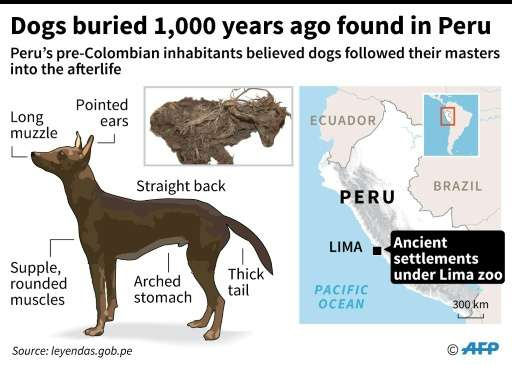 Dogs buried 1,000 years ago found in Peru
Peru's pre-Colombian inhabitants believed dogs followed their masters
into the afterlife
Long
muzzle
Pointed
ears
Straight back
Supple,
rounded
muscles
Arched
stomach
Thick
tail
ECUADOR
PERU
BRAZIL
LIMA
Ancient
settlements
under Lima zoo
PACIFIC
OCEAN
300 km
Source: leyendas.gob.pe
© AFP